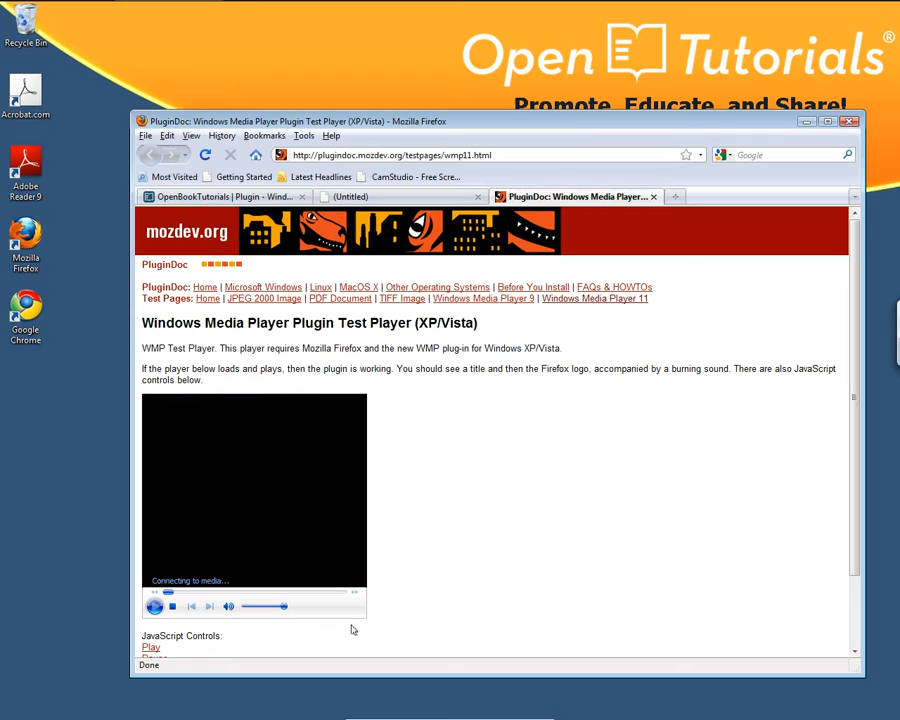 Recycle Bin
Acrobat.com
Adobe
Reader 9
Mozilla
Firefox
Google
Chrome
Open Tutorials®
Promote, Educate, and Share!
PluginDoc: Windows Media Player Plugin Test Player (XP/Vista) - Mozilla Firefox
File Edit View History Bookmarks Tools Help
http://plugindoc.mozdev.org/testpages/wmp11.html
Google
Most Visited Getting Started Latest Headlines CamStudio - Free Scre...
OpenBookTutorials | Plugin - Wind... (Untitled) PluginDoc: Windows Media Player...
mozdev.org
PluginDoc
PluginDoc: Home | Microsoft Windows | Linux | MacOS X | Other Operating Systems | Before You Install | FAQs & HOWTOs
Test Pages: Home | JPEG 2000 Image | PDF Document | TIFF Image | Windows Media Player 9 | Windows Media Player 11
Windows Media Player Plugin Test Player (XP/Vista)
WMP Test Player. This player requires Mozilla Firefox and the new WMP plug-in for Windows XP/Vista.
If the player below loads and plays, then the plugin is working. You should see a title and then the Firefox logo, accompanied by a burning sound. There are also JavaScript
controls below.
Connecting to media...
JavaScript Controls:
Play
Done